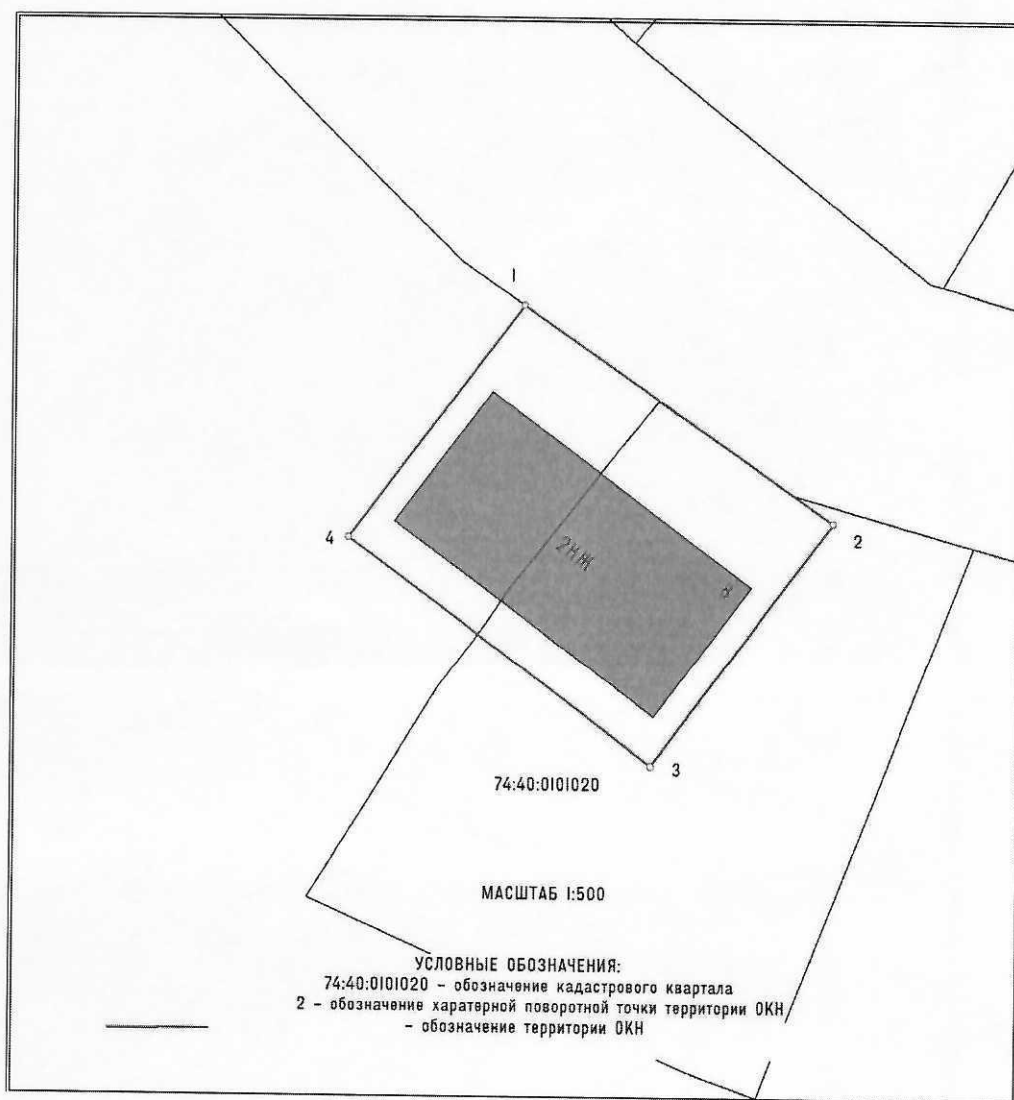 1
2
4
2НЖ
8
3
74:40:0101020
МАСШТАБ 1:500
УСЛОВНЫЕ ОБОЗНАЧЕНИЯ:
74:40:0101020 - обозначение кадастрового квартала
2 - обозначение харатерной поворотной точки территории ОКН
- обозначение территории ОКН